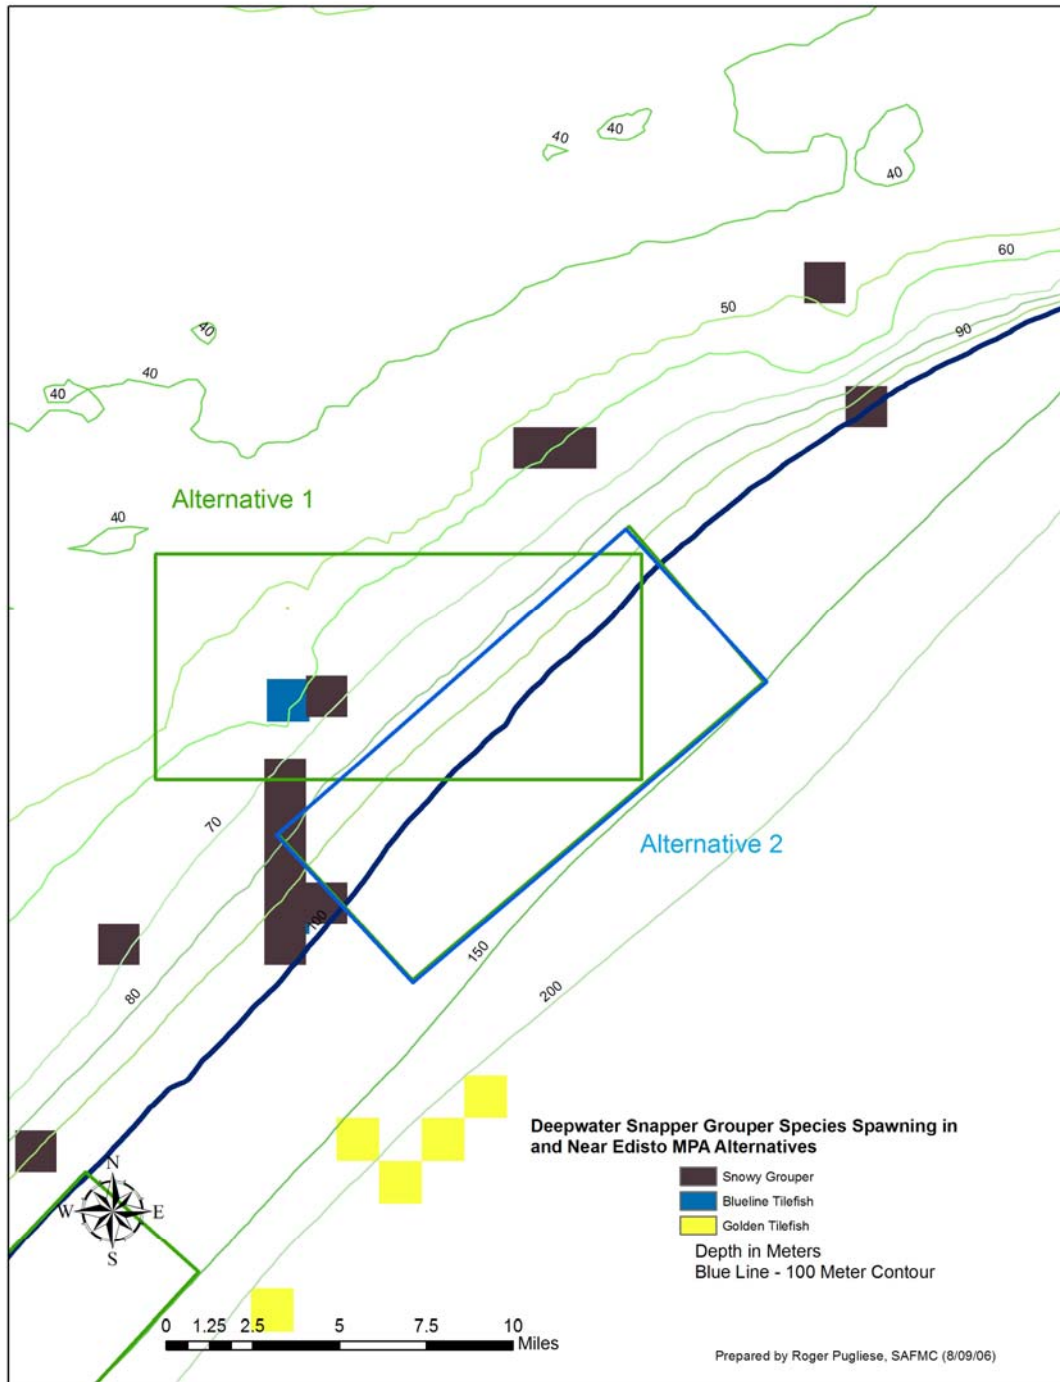 40
40
40
60
50
90
40
40
40
Alternative 1
40
70
Alternative 2
100
150
80
200
N
W E
S
Deepwater Snapper Grouper Species Spawning in
and Near Edisto MPA Alternatives
Snowy Grouper
Blueline Tilefish
Golden Tilefish
Depth in Meters
Blue Line - 100 Meter Contour
0 1.25 2.5 5 7.5 10
Miles
Prepared by Roger Pugliese, SAFMC (8/09/06)